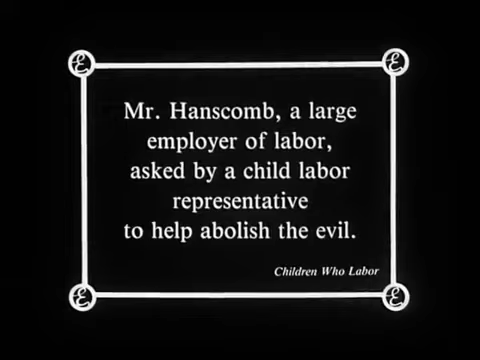 Mr. Hanscomb, a large
employer of labor,
asked by a child labor
representative
to help abolish the evil.
Children Who Labor